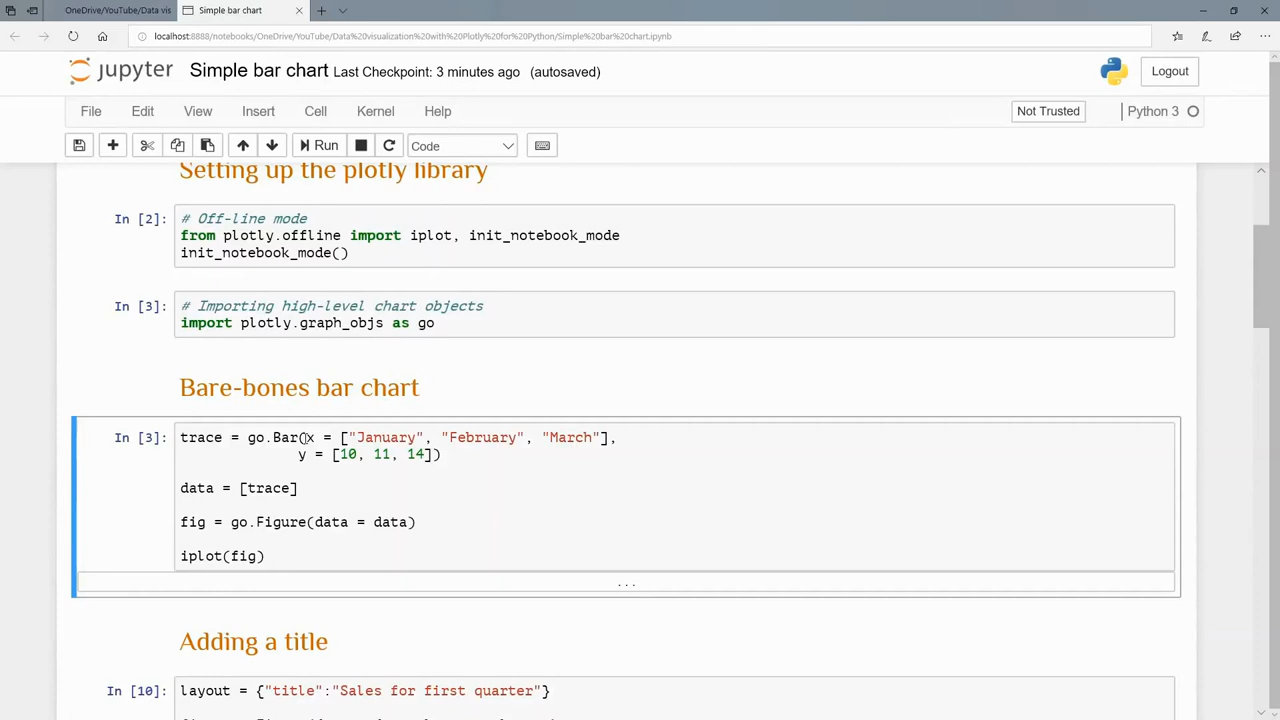 OneDrive/YouTube/Data vis
Simple bar chart
localhost:8888/notebooks/OneDrive/YouTube/Data%20visualization%20with%20Plotly%20for%20Python/Simple%20bar%20chart.ipynb
jupyter Simple bar chart Last Checkpoint: 3 minutes ago (autosaved)
Logout
File Edit View Insert Cell Kernel Help
Not Trusted
Python 3
Run
Code
Setting up the plotly library
In [2]: # Off-line mode
from plotly.offline import iplot, init_notebook_mode
init_notebook_mode()
In [3]: # Importing high-level chart objects
import plotly.graph_objs as go
Bare-bones bar chart
In [3]: trace = go.Bar(x = ["January", "February", "March"],
y = [10, 11, 14])
data = [trace]
fig = go.Figure(data = data)
iplot(fig)
...
Adding a title
In [10]: layout = {"title":"Sales for first quarter"}